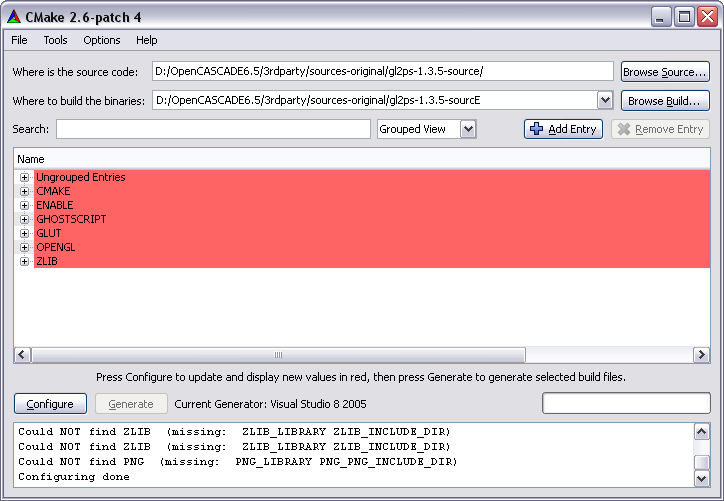 CMake 2.6-patch 4
File Tools Options Help
Where is the source code: D:/OpenCASCADE6.5/3rdparty/sources-original/gl2ps-1.3.5-source/ Browse Source...
Where to build the binaries: D:/OpenCASCADE6.5/3rdparty/sources-original/gl2ps-1.3.5-sourcE Browse Build...
Search: Grouped View Add Entry Remove Entry
Name
Ungrouped Entries
CMAKE
ENABLE
GHOSTSCRIPT
GLUT
OPENGL
ZLIB
Press Configure to update and display new values in red, then press Generate to generate selected build files.
Configure Generate Current Generator: Visual Studio 8 2005
Could NOT find ZLIB (missing: ZLIB_LIBRARY ZLIB_INCLUDE_DIR)
Could NOT find ZLIB (missing: ZLIB_LIBRARY ZLIB_INCLUDE_DIR)
Could NOT find PNG (missing: PNG_LIBRARY PNG_PNG_INCLUDE_DIR)
Configuring done